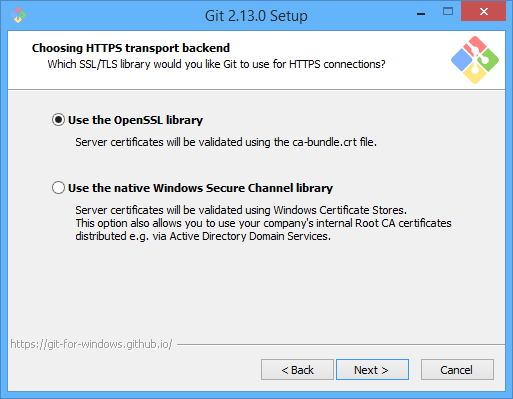 Git 2.13.0 Setup
Choosing HTTPS transport backend
Which SSL/TLS library would you like Git to use for HTTPS connections?
Use the OpenSSL library
Server certificates will be validated using the ca-bundle.crt file.
Use the native Windows Secure Channel library
Server certificates will be validated using Windows Certificate Stores.
This option also allows you to use your company's internal Root CA certificates
distributed e.g. via Active Directory Domain Services.
https://git-for-windows.github.io/
< Back
Next >
Cancel